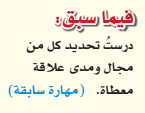 فيما سبق:
درستُ تحديد كل من
مجال ومدى علاقة
معطاة. (مهارة سابقة)